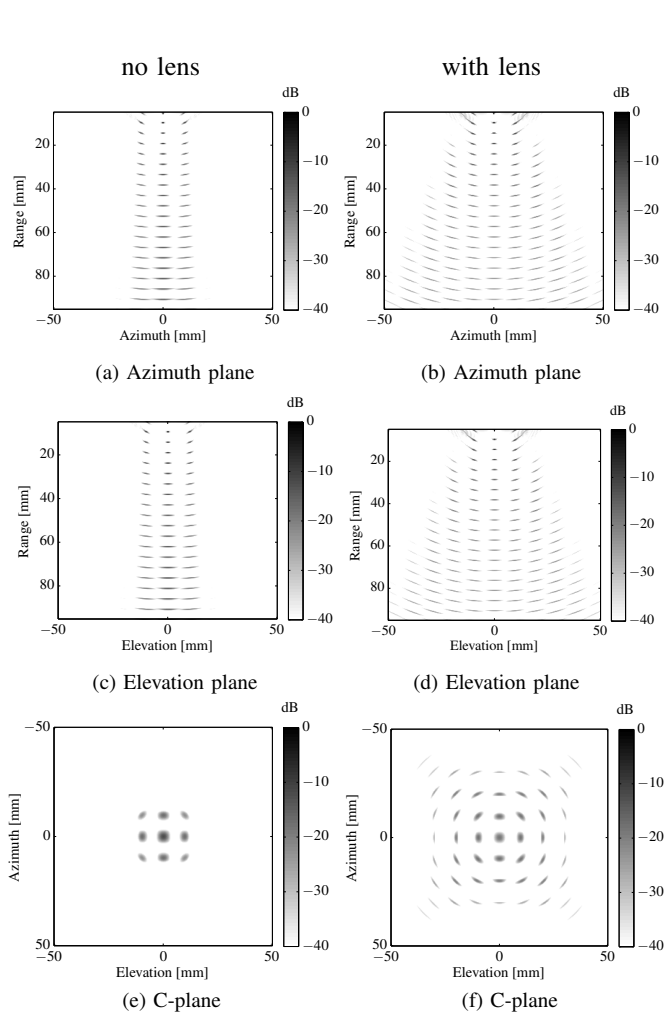 no lens
with lens
dB
0
−10
−20
−30
−40
20
40
60
80
−50
0
50
Range [mm]
Azimuth [mm]
(a) Azimuth plane
dB
0
−10
−20
−30
−40
20
40
60
80
−50
0
50
Range [mm]
Azimuth [mm]
(b) Azimuth plane
dB
0
−10
−20
−30
−40
20
40
60
80
−50
0
50
Range [mm]
Elevation [mm]
(c) Elevation plane
dB
0
−10
−20
−30
−40
20
40
60
80
−50
0
50
Range [mm]
Elevation [mm]
(d) Elevation plane
dB
0
−10
−20
−30
−40
−50
0
50
−50
0
50
Azimuth [mm]
Elevation [mm]
(e) C-plane
dB
0
−10
−20
−30
−40
−50
0
50
−50
0
50
Azimuth [mm]
Elevation [mm]
(f) C-plane